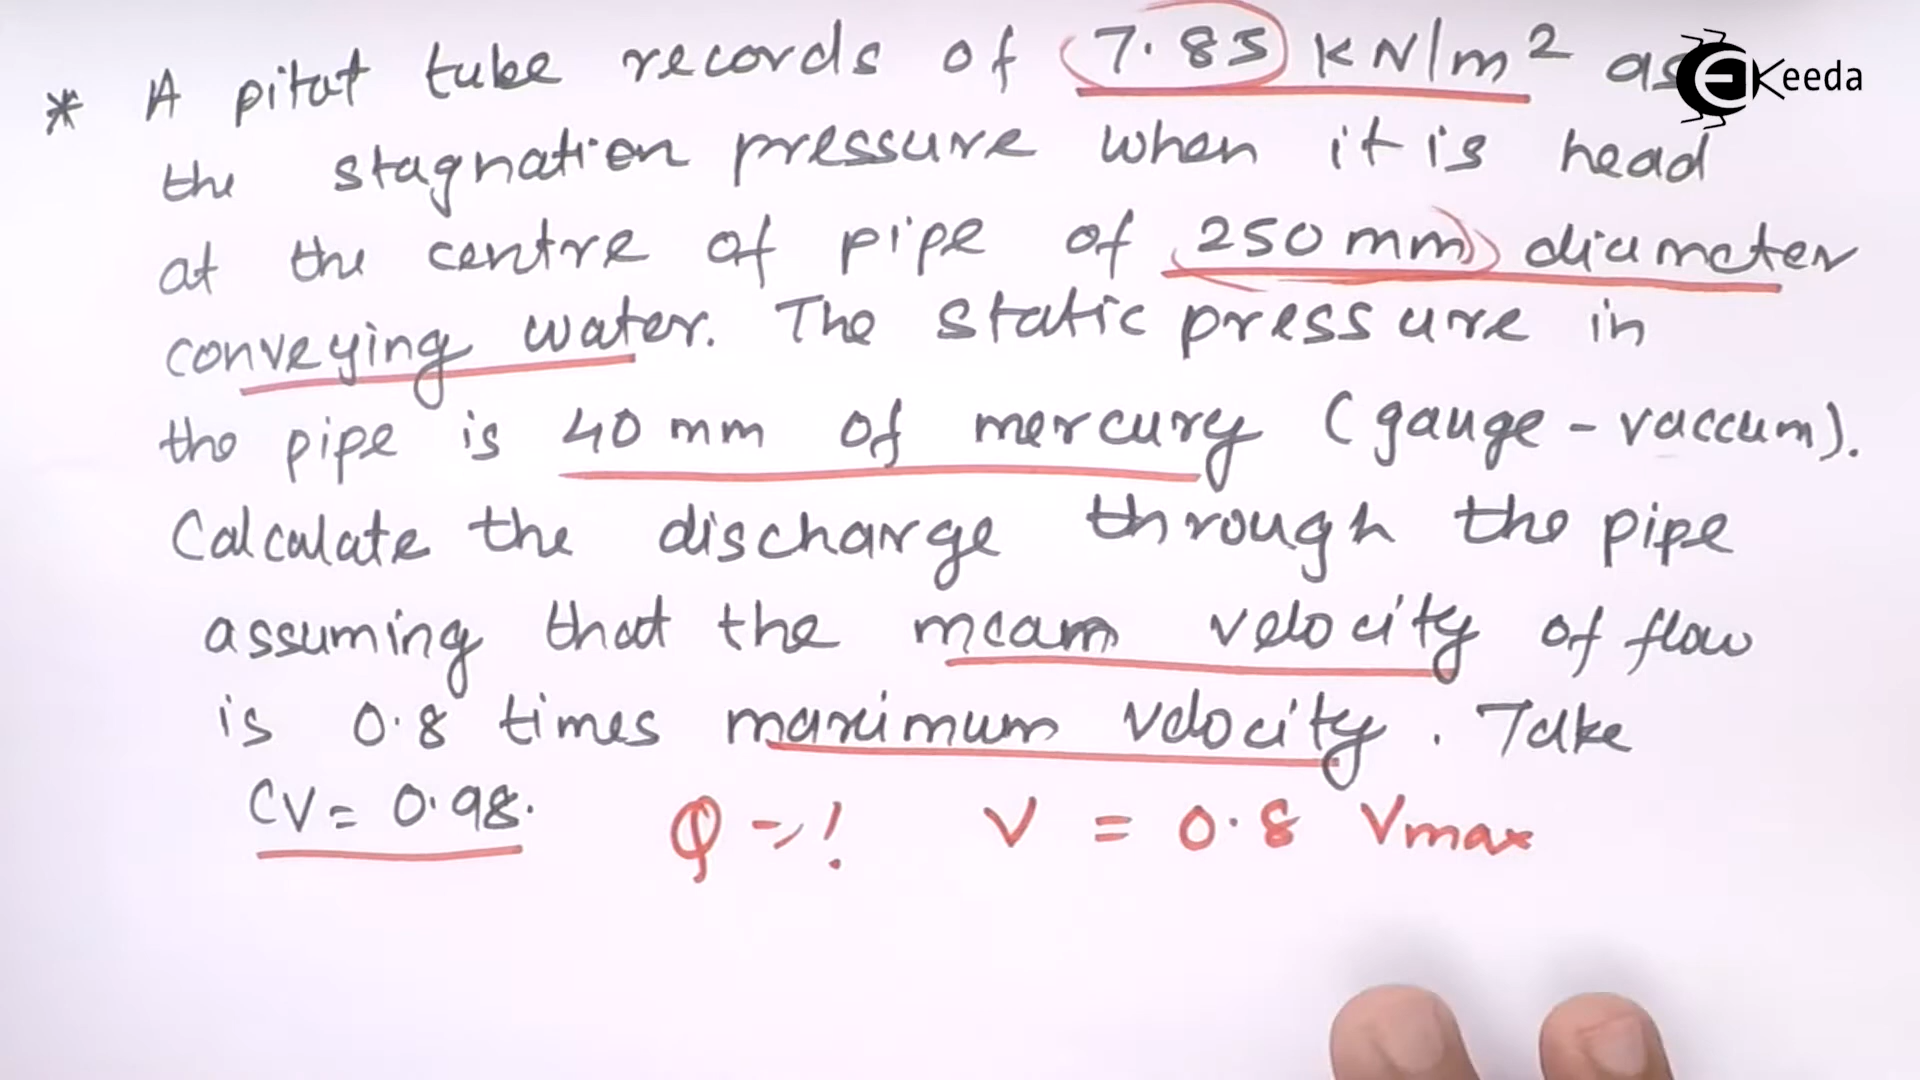 * A pitot tube records of 7.85 KN/m² as
the stagnation pressure when it is head
at the centre of pipe of 250 mm diameter
conveying water. The static pressure in
the pipe is 40 mm of mercury (gauge - vaccum).
Calculate the discharge through the pipe
assuming that the mean velocity of flow
is 0.8 times maximum velocity. Take
CV = 0.98. Q → ! V = 0.8 Vmax
eKeeda